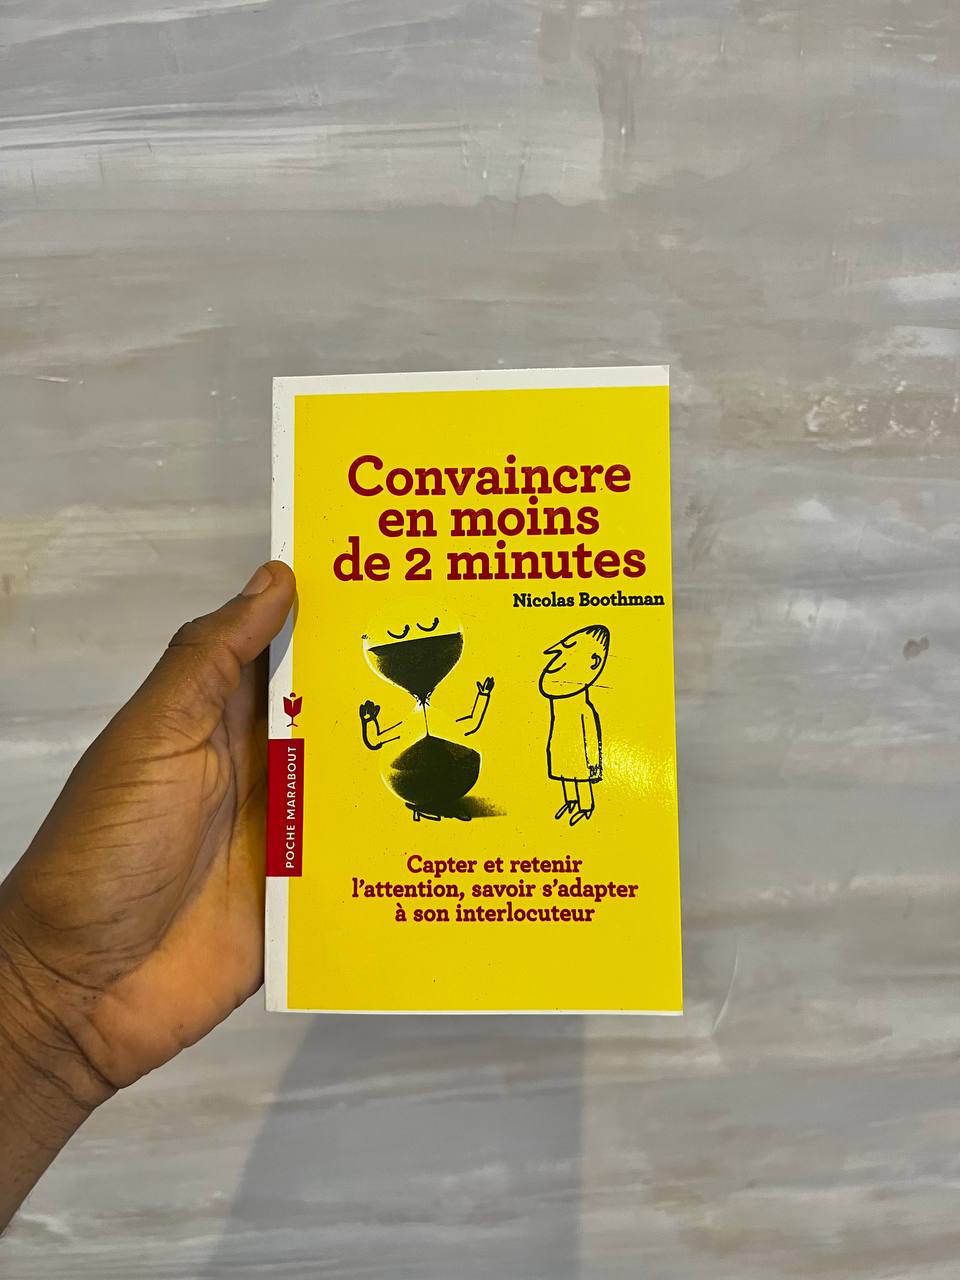 Convaincre
en moins
de 2 minutes
Nicolas Boothman
POCHE MARABOUT
Capter et retenir
l'attention, savoir s'adapter
à son interlocuteur